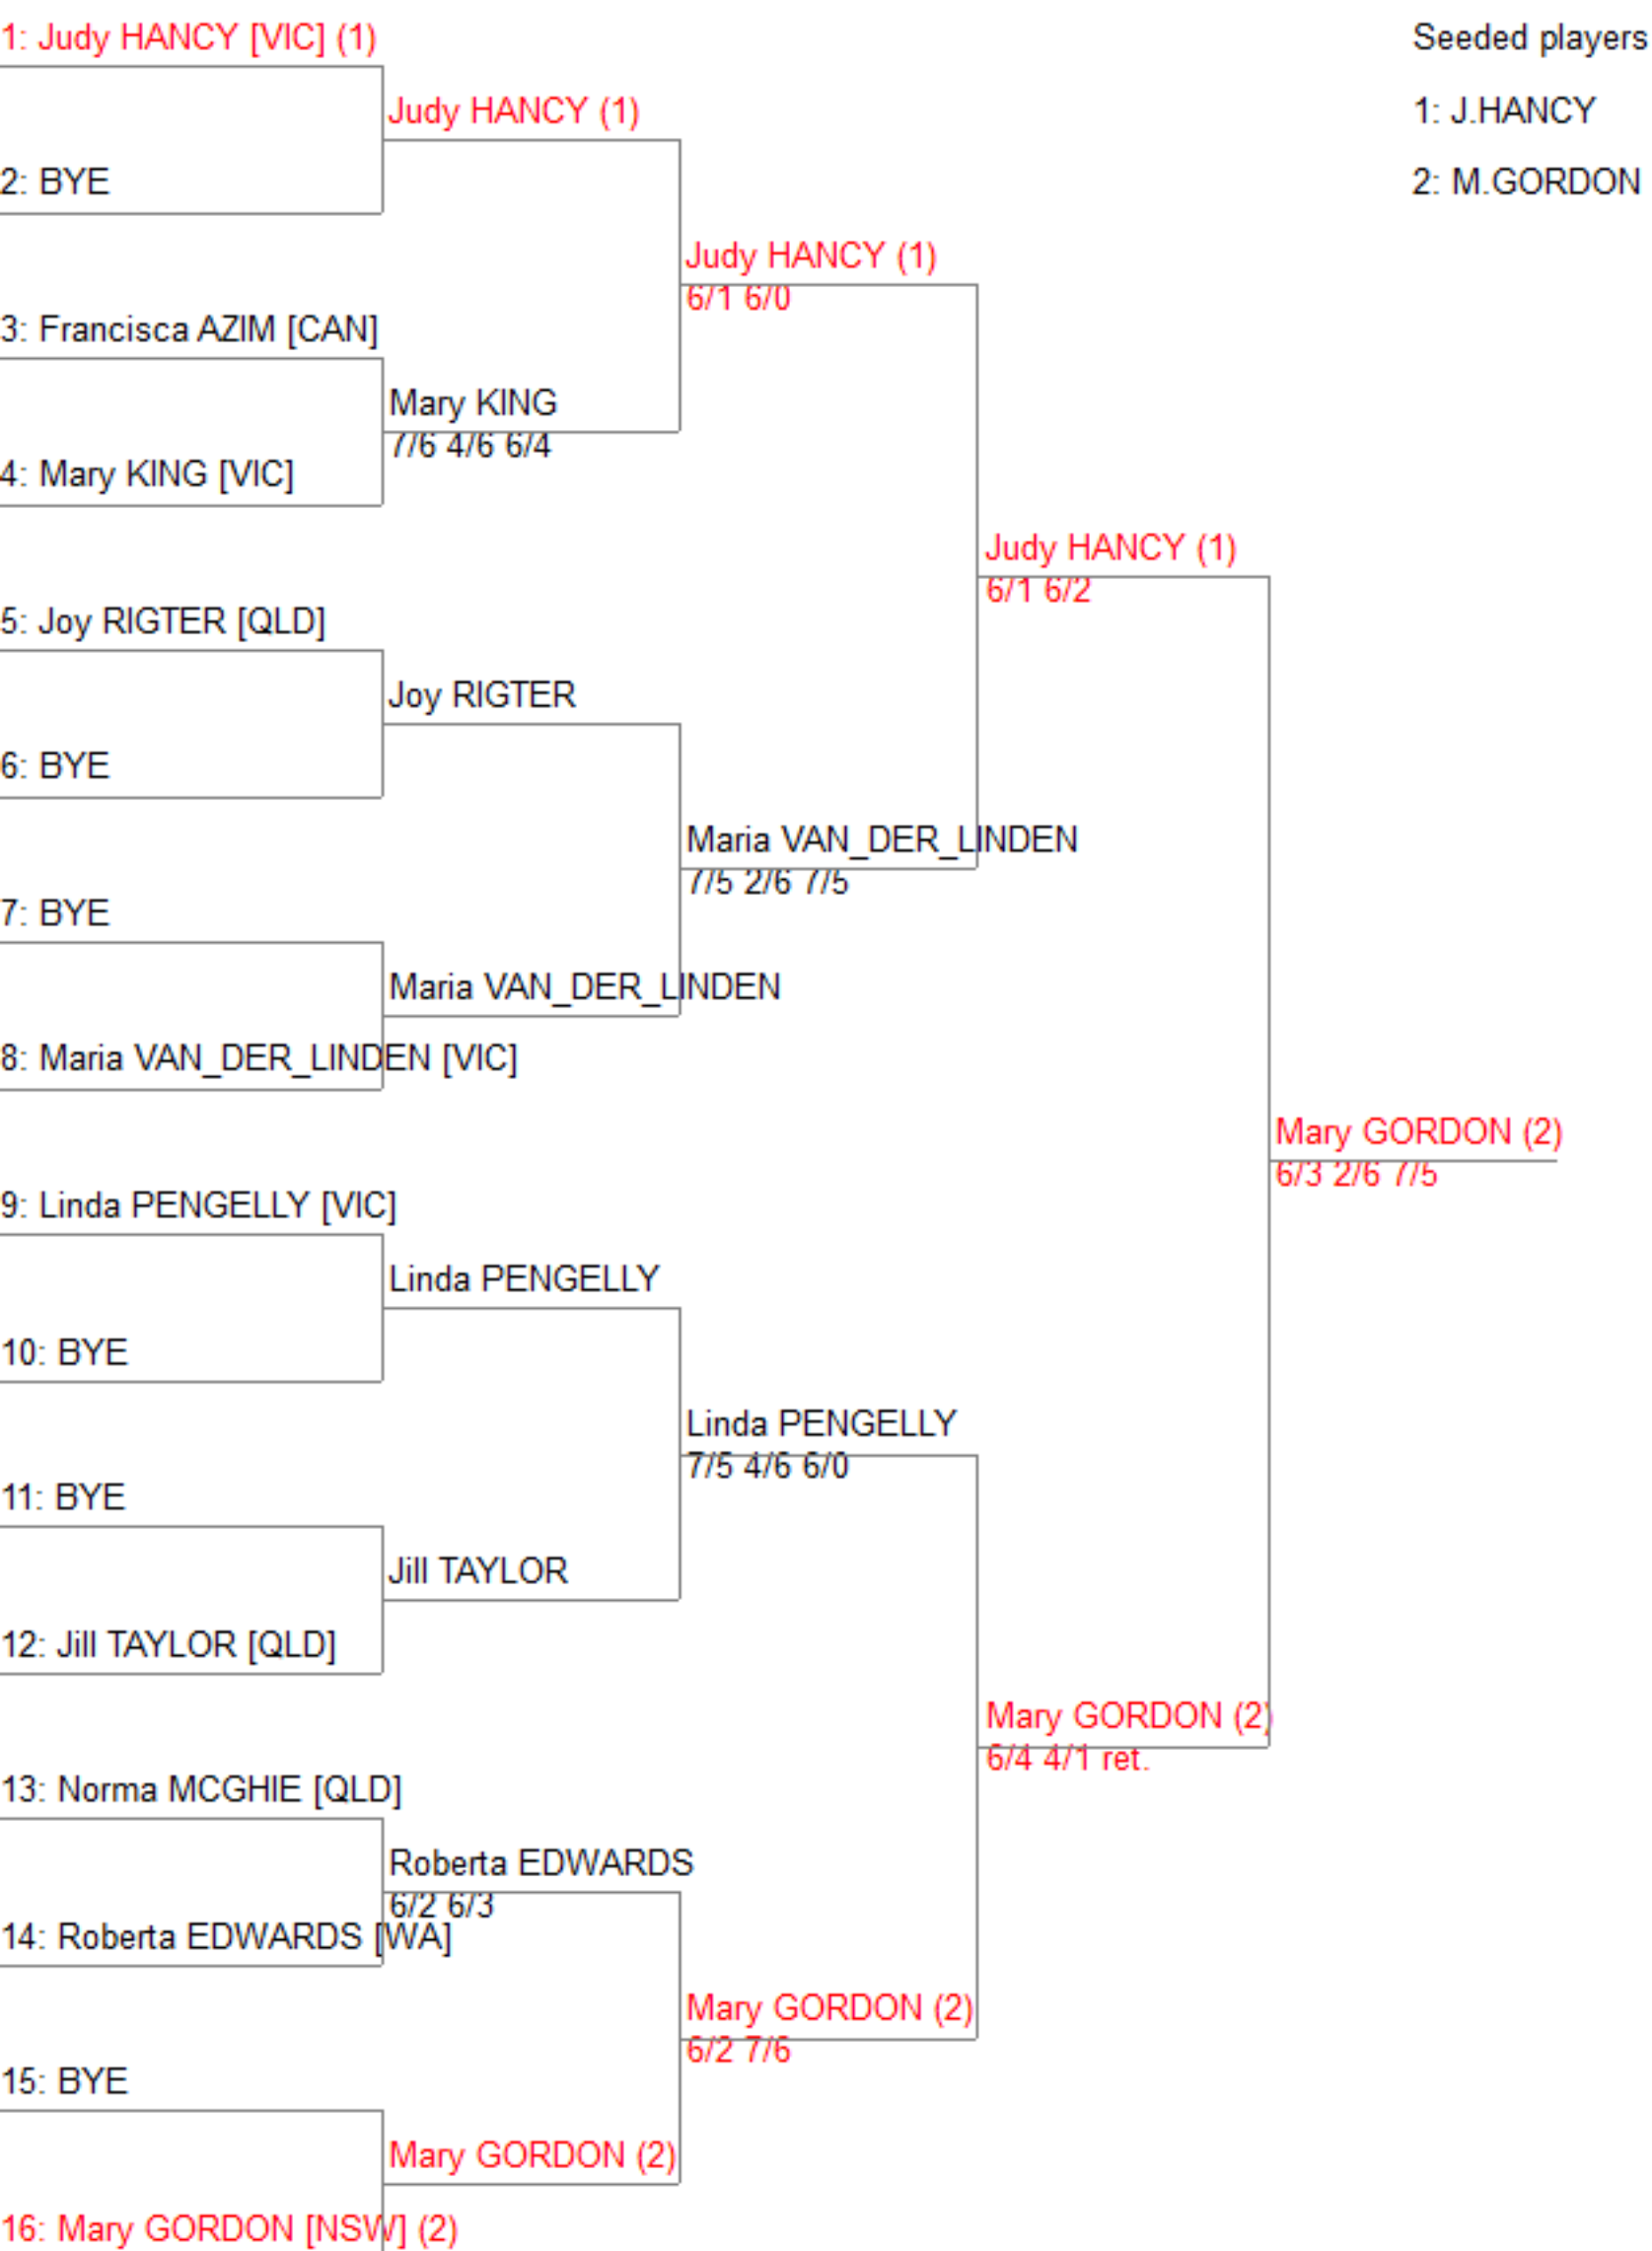 1: Judy HANCY [VIC] (1)
Seeded players
Judy HANCY (1)
1: J.HANCY
2: BYE
2: M.GORDON
Judy HANCY (1)
6/1 6/0
3: Francisca AZIM [CAN]
Mary KING
7/6 4/6 6/4
4: Mary KING [VIC]
Judy HANCY (1)
6/1 6/2
5: Joy RIGTER [QLD]
Joy RIGTER
6: BYE
Maria VAN_DER_LINDEN
7/5 2/6 7/5
7: BYE
Maria VAN_DER_LINDEN
8: Maria VAN_DER_LINDEN [VIC]
Mary GORDON (2)
6/3 2/6 7/5
9: Linda PENGELLY [VIC]
Linda PENGELLY
10: BYE
Linda PENGELLY
7/5 4/6 6/0
11: BYE
Jill TAYLOR
12: Jill TAYLOR [QLD]
Mary GORDON (2)
6/4 4/1 ret.
13: Norma MCGHIE [QLD]
Roberta EDWARDS
6/2 6/3
14: Roberta EDWARDS [WA]
Mary GORDON (2)
6/2 7/6
15: BYE
Mary GORDON (2)
16: Mary GORDON [NSW] (2)